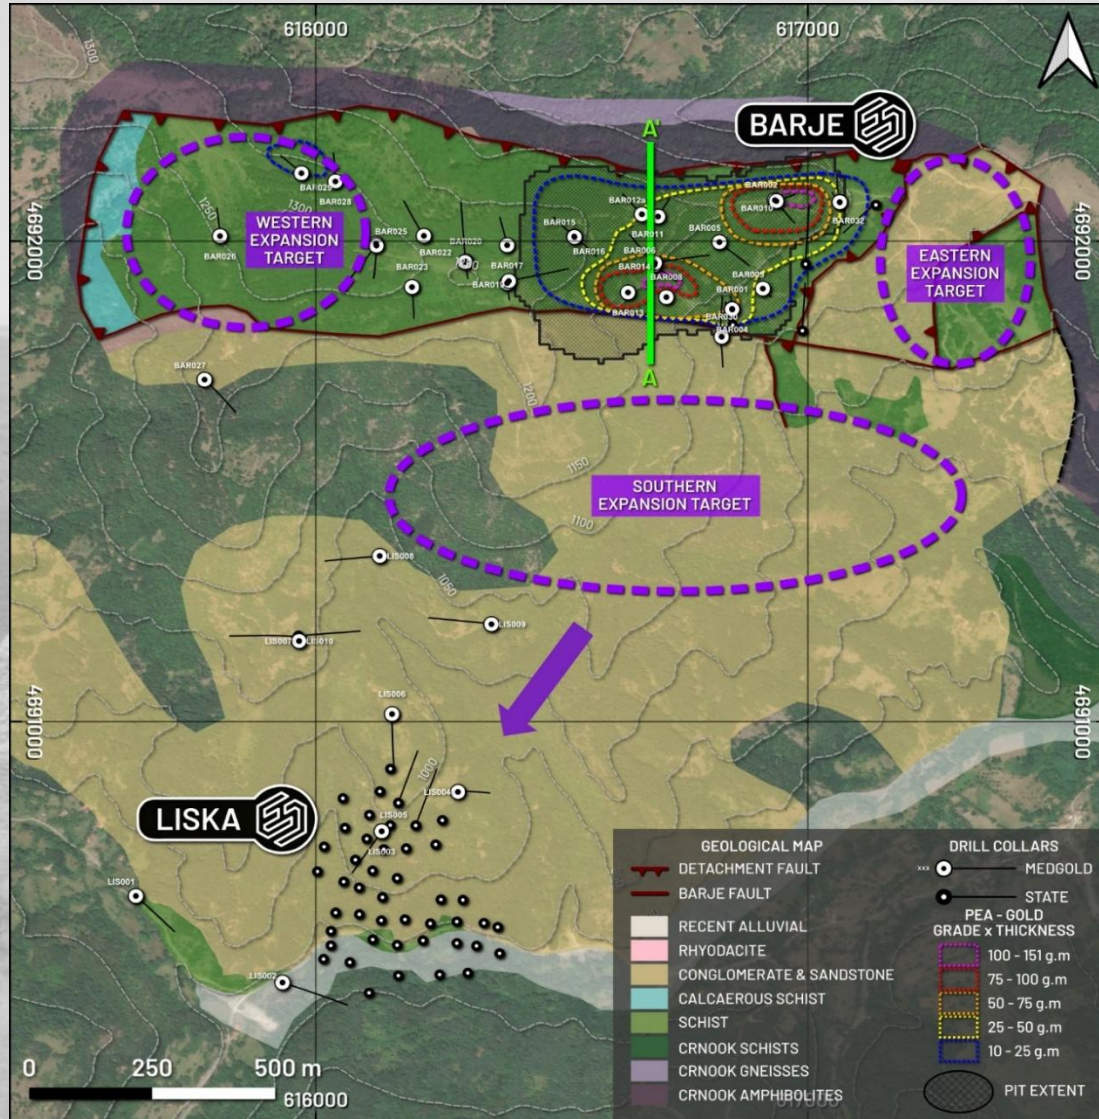 616000
617000
1300
BARJE
A'
4692000
4692000
BAR029
BAR028
1300
1250
WESTERN
EXPANSION
TARGET
BAR026
BAR025
BAR022
BAR020
BAR023
BAR017
BAR015
BAR016
BAR012a
BAR011
BAR006
BAR014
BAR008
BAR013
BAR005
BAR002
BAR010
BAR032
BAR009
BAR001
BAR030
BAR004
EASTERN
EXPANSION
TARGET
A
BAR027
1200
1150
SOUTHERN
EXPANSION TARGET
1100
LIS008
1050
LIS009
LIS007
LIS010
LIS006
4691000
4691000
1000
LIS004
LISKA
LIS005
LIS003
LIS001
LIS002
GEOLOGICAL MAP
DETACHMENT FAULT
BARJE FAULT
RECENT ALLUVIAL
RHYODACITE
CONGLOMERATE & SANDSTONE
CALCAEROUS SCHIST
SCHIST
CRNOOK SCHISTS
CRNOOK GNEISSES
CRNOOK AMPHIBOLITES
DRILL COLLARS
xxx MEDGOLD
STATE
PEA - GOLD
GRADE x THICKNESS
100 - 151 g.m
75 - 100 g.m
50 - 75 g.m
25 - 50 g.m
10 - 25 g.m
PIT EXTENT
0 250 500 m
616000
617000